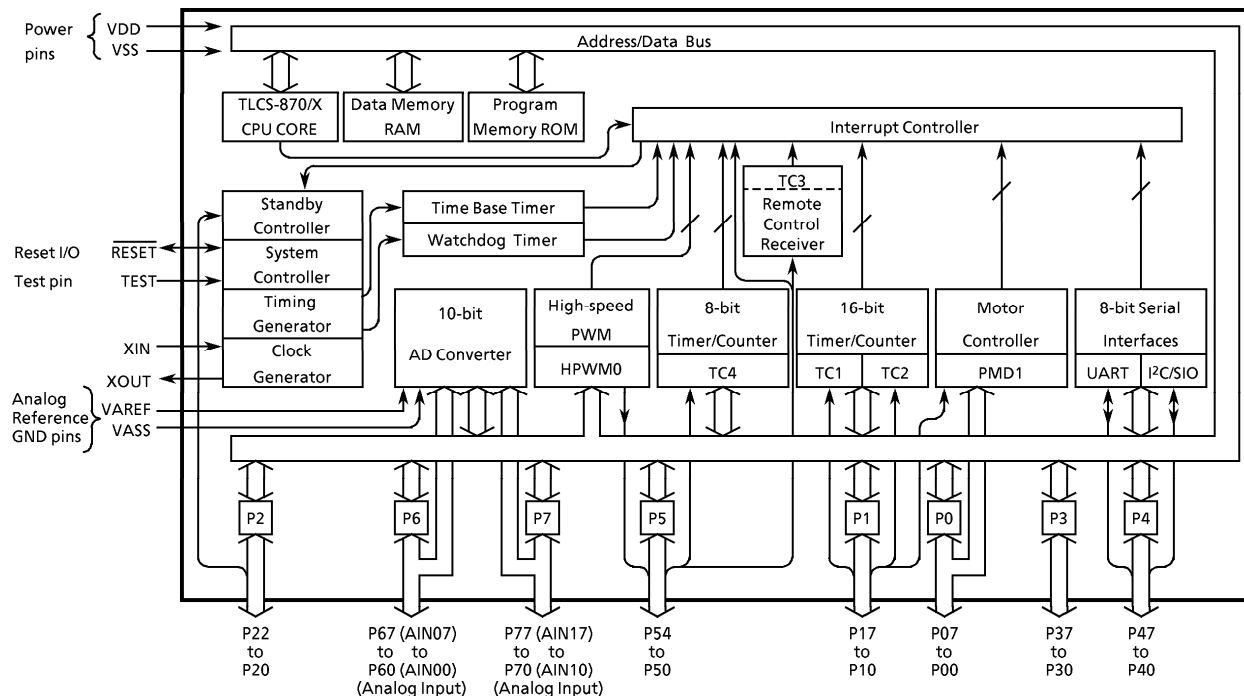 Power
pins
VDD
VSS
Address/Data Bus
TLCS-870/X
CPU CORE
Data Memory
RAM
Program
Memory ROM
Interrupt Controller
TC3
Remote
Control
Receiver
Standby
Controller
System
Controller
Timing
Generator
Clock
Generator
Time Base Timer
Watchdog Timer
Reset I/O
RESET
Test pin
TEST
XIN
XOUT
Analog
Reference
GND pins
VAREF
VASS
10-bit
AD Converter
High-speed
PWM
HPWM0
8-bit
Timer/Counter
TC4
16-bit
Timer/Counter
TC1
TC2
Motor
Controller
PMD1
8-bit Serial
Interfaces
UART
I²C/SIO
P2
P6
P7
P5
P1
P0
P3
P4
P22
to
P20
P67 (AIN07)
to to
P60 (AIN00)
(Analog Input)
P77 (AIN17)
to to
P70 (AIN10)
(Analog Input)
P54
to
P50
P17
to
P10
P07
to
P00
P37
to
P30
P47
to
P40